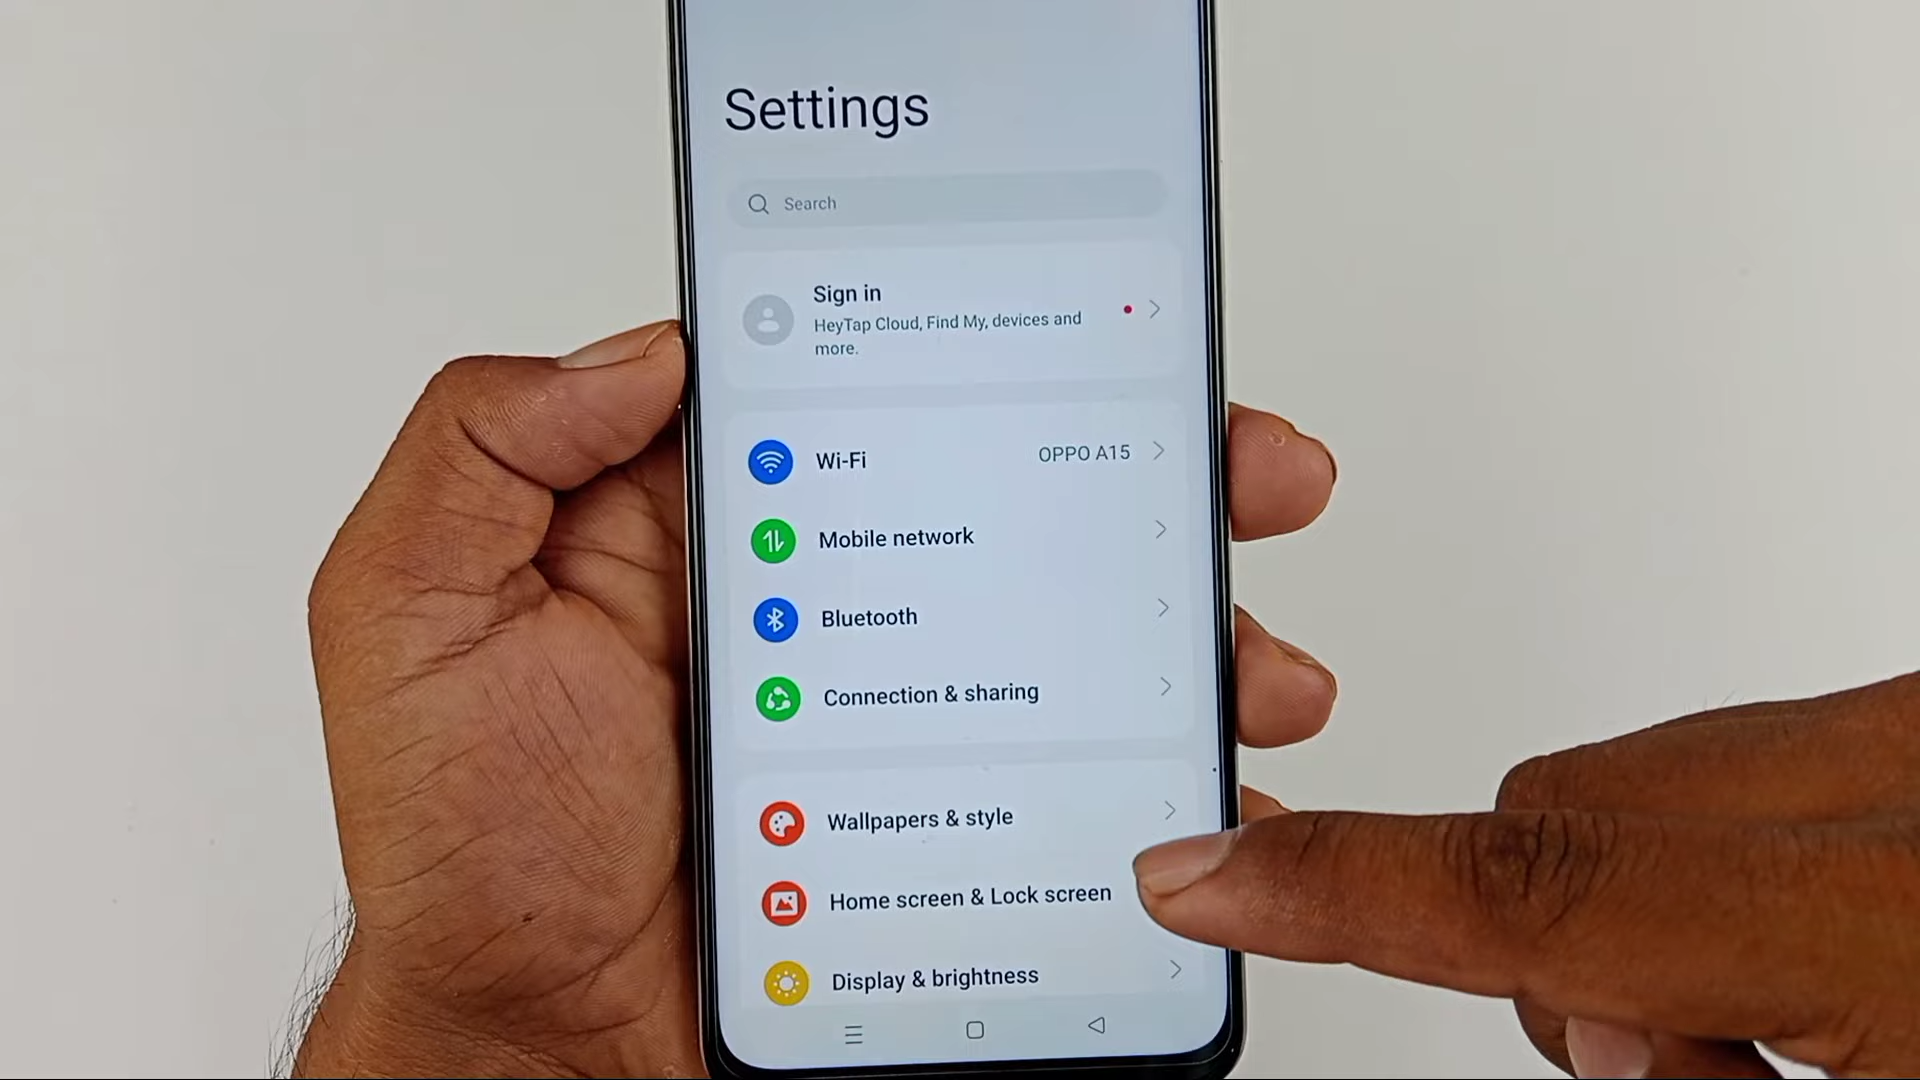 Settings
Search
Sign in
HeyTap Cloud, Find My, devices and
more.
Wi-Fi OPPO A15
Mobile network
Bluetooth
Connection & sharing
Wallpapers & style
Home screen & Lock screen
Display & brightness